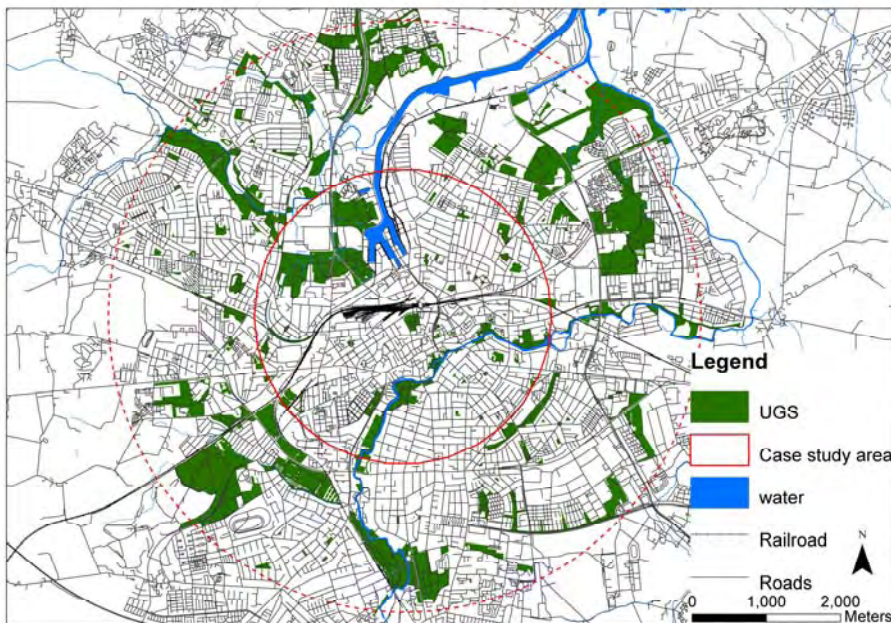 Legend
UGS
Case study area
water
Railroad
Roads
N
0 1,000 2,000
Meters